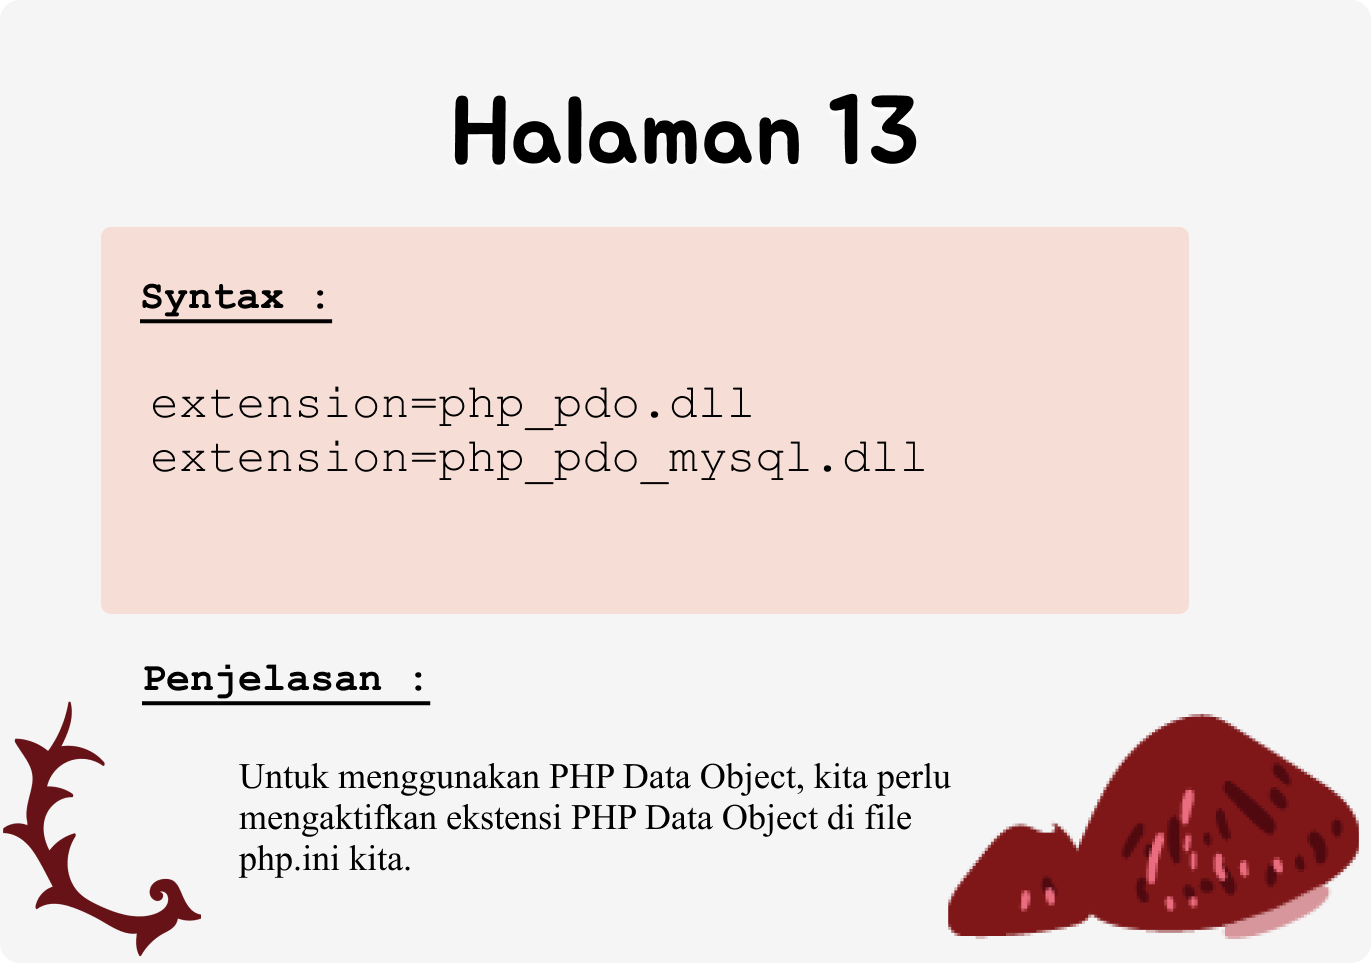 Halaman 13
Syntax :
extension=php_pdo.dll
extension=php_pdo_mysql.dll
Penjelasan :
Untuk menggunakan PHP Data Object, kita perlu
mengaktifkan ekstensi PHP Data Object di file
php.ini kita.